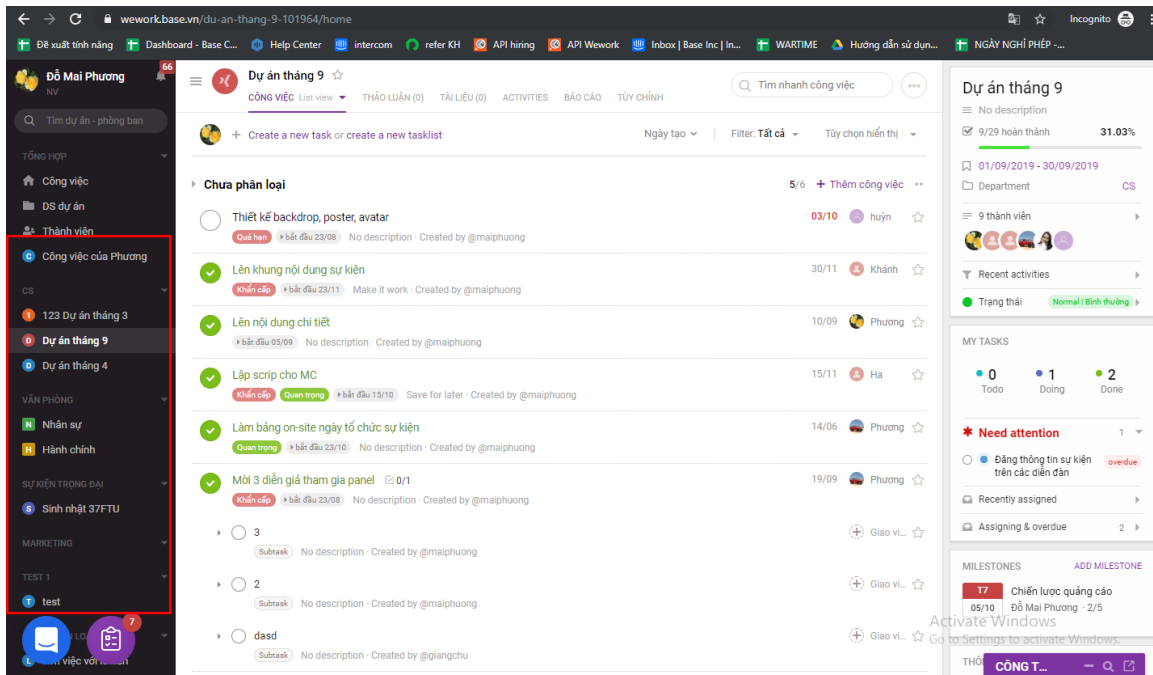 wework.base.vn/du-an-thang-9-101964/home
Incognito
Đề xuất tính năng
Dashboard - Base C...
Help Center
intercom
refer KH
API hiring
API Wework
Inbox | Base Inc | In...
WARTIME
Hướng dẫn sử dụn...
NGÀY NGHỈ PHÉP -...
Đỗ Mai Phương
66
NV
Tìm dự án - phòng ban
TỔNG HỢP
Công việc
DS dự án
Thành viên
C Công việc của Phương
CS
1 123 Dự án tháng 3
D Dự án tháng 9
D Dự án tháng 4
VĂN PHÒNG
N Nhân sự
H Hành chính
SỰ KIỆN TRỌNG ĐẠI
S Sinh nhật 37FTU
MARKETING
TEST 1
T test
7
Dự án tháng 9
CÔNG VIỆC List view THẢO LUẬN (0) TÀI LIỆU (0) ACTIVITIES BÁO CÁO TÙY CHỈNH
Tìm nhanh công việc
+ Create a new task or create a new tasklist
Ngày tạo Filter: Tất cả Tùy chọn hiển thị
Chưa phân loại
5/6 + Thêm công việc
Thiết kế backdrop, poster, avatar
03/10 huỳn
Quá hạn bắt đầu 23/08 No description · Created by @maiphuong
Lên khung nội dung sự kiện
30/11 Khánh
Khẩn cấp bắt đầu 23/11 Make it work · Created by @maiphuong
Lên nội dung chi tiết
10/09 Phương
bắt đầu 05/09 No description · Created by @maiphuong
Lập scrip cho MC
15/11 Ha
Khẩn cấp Quan trọng bắt đầu 15/10 Save for later · Created by @maiphuong
Làm bảng on-site ngày tổ chức sự kiện
14/06 Phương
Quan trọng bắt đầu 23/10 No description · Created by @maiphuong
Mời 3 diễn giả tham gia panel 0/1
19/09 Phương
Khẩn cấp bắt đầu 23/08 No description · Created by @maiphuong
3
Giao vi...
Subtask No description · Created by @maiphuong
2
Giao vi...
Subtask No description · Created by @maiphuong
dasd
Giao vi...
Subtask No description · Created by @giangchu
Dự án tháng 9
No description
9/29 hoàn thành 31.03%
01/09/2019 - 30/09/2019
Department CS
9 thành viên
Recent activities
Trạng thái Normal | Bình thường
MY TASKS
0 1 2
Todo Doing Done
Need attention 1
Đăng thông tin sự kiện
trên các diễn đàn
overdue
Recently assigned
Assigning & overdue 2
MILESTONES ADD MILESTONE
T7 Chiến lược quảng cáo
05/10 Đỗ Mai Phương · 2/5
Activate Windows
Go to Settings to activate Windows.
CÔNG T...